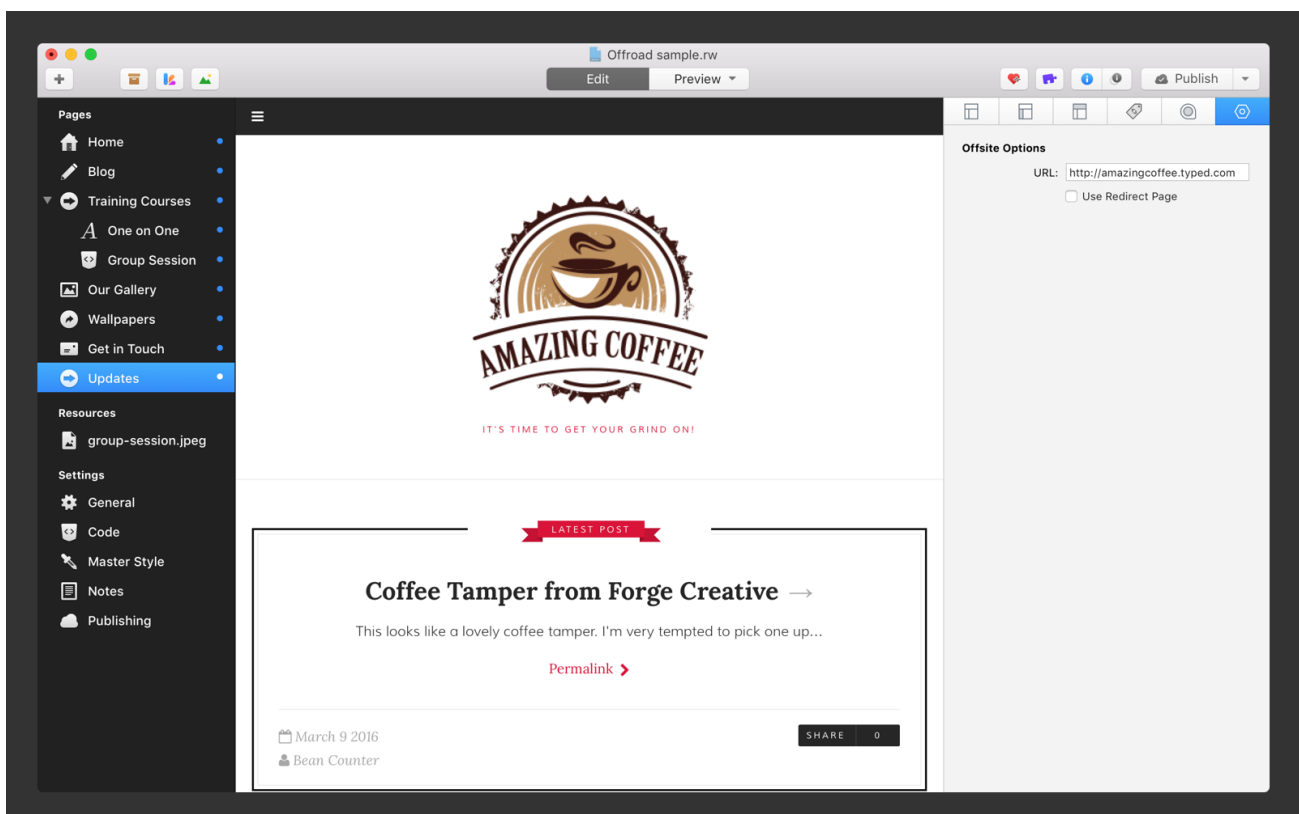 Offroad sample.rw
Edit
Preview
Publish
Pages
Home
Blog
Training Courses
One on One
Group Session
Our Gallery
Wallpapers
Get in Touch
Updates
Resources
group-session.jpeg
Settings
General
Code
Master Style
Notes
Publishing
AMAZING COFFEE
IT'S TIME TO GET YOUR GRIND ON!
LATEST POST
Coffee Tamper from Forge Creative →
This looks like a lovely coffee tamper. I'm very tempted to pick one up...
Permalink
March 9 2016
Bean Counter
SHARE 0
Offsite Options
URL: http://amazingcoffee.typed.com
Use Redirect Page